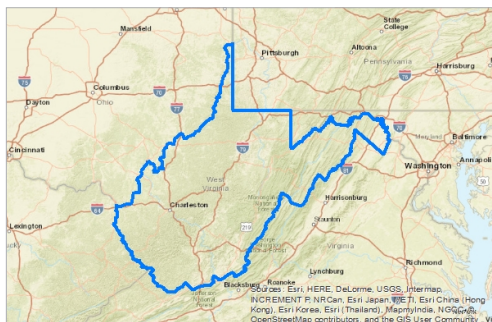 State
College
Mansfield
Altoona
Pittsburgh
Pennsylvania
Harrisburg
Columbus
Ohio
Dayton
Maryland
Baltimore
Cincinnati
Washington
Annapolis
West
Virginia
Charleston
Harrisonburg
Lexington
Staunton
Virginia
Richmond
Lynchburg
Blacksburg
Roanoke
Sources: Esri, HERE, DeLorme, USGS, Intermap,
INCREMENT P, NRCan, Esri Japan, METI, Esri China (Hong
Kong), Esri Korea, Esri (Thailand), MapmyIndia, NGCC, ©
OpenStreetMap contributors, and the GIS User Community